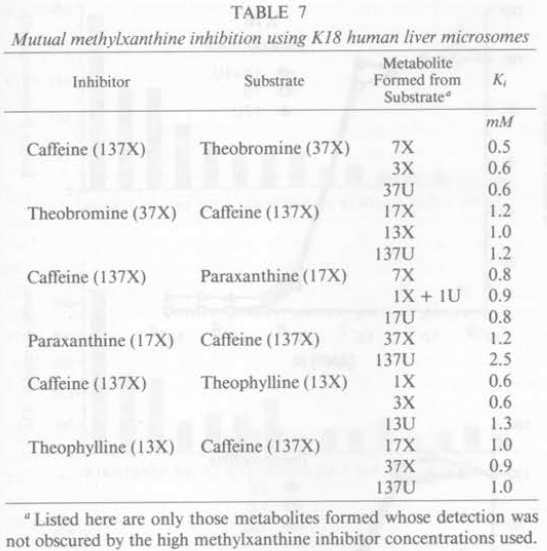 TABLE 7
Mutual methylxanthine inhibition using K18 human liver microsomes
Inhibitor Substrate Metabolite Formed from Substrateᵃ Kᵢ
mM
Caffeine (137X) Theobromine (37X) 7X 0.5
3X 0.6
37U 0.6
Theobromine (37X) Caffeine (137X) 17X 1.2
13X 1.0
137U 1.2
Caffeine (137X) Paraxanthine (17X) 7X 0.8
1X + 1U 0.9
17U 0.8
Paraxanthine (17X) Caffeine (137X) 37X 1.2
137U 2.5
Caffeine (137X) Theophylline (13X) 1X 0.6
3X 0.6
13U 1.3
Theophylline (13X) Caffeine (137X) 17X 1.0
37X 0.9
137U 1.0
ᵃ Listed here are only those metabolites formed whose detection was
not obscured by the high methylxanthine inhibitor concentrations used.